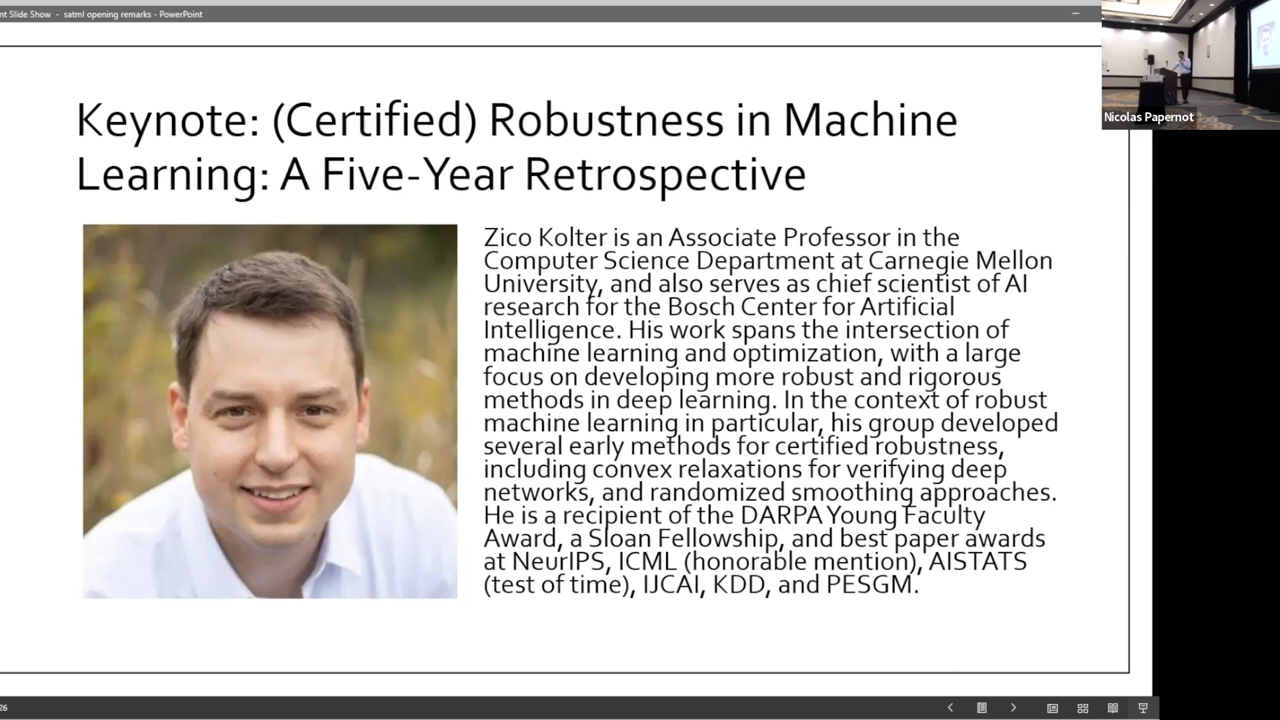 nt Slide Show - satml opening remarks - PowerPoint
Nicolas Papernot
Keynote: (Certified) Robustness in Machine
Learning: A Five-Year Retrospective
Zico Kolter is an Associate Professor in the
Computer Science Department at Carnegie Mellon
University, and also serves as chief scientist of AI
research for the Bosch Center for Artificial
Intelligence. His work spans the intersection of
machine learning and optimization, with a large
focus on developing more robust and rigorous
methods in deep learning. In the context of robust
machine learning in particular, his group developed
several early methods for certified robustness,
including convex relaxations for verifying deep
networks, and randomized smoothing approaches.
He is a recipient of the DARPA Young Faculty
Award, a Sloan Fellowship, and best paper awards
at NeurIPS, ICML (honorable mention), AISTATS
(test of time), IJCAI, KDD, and PESGM.
26